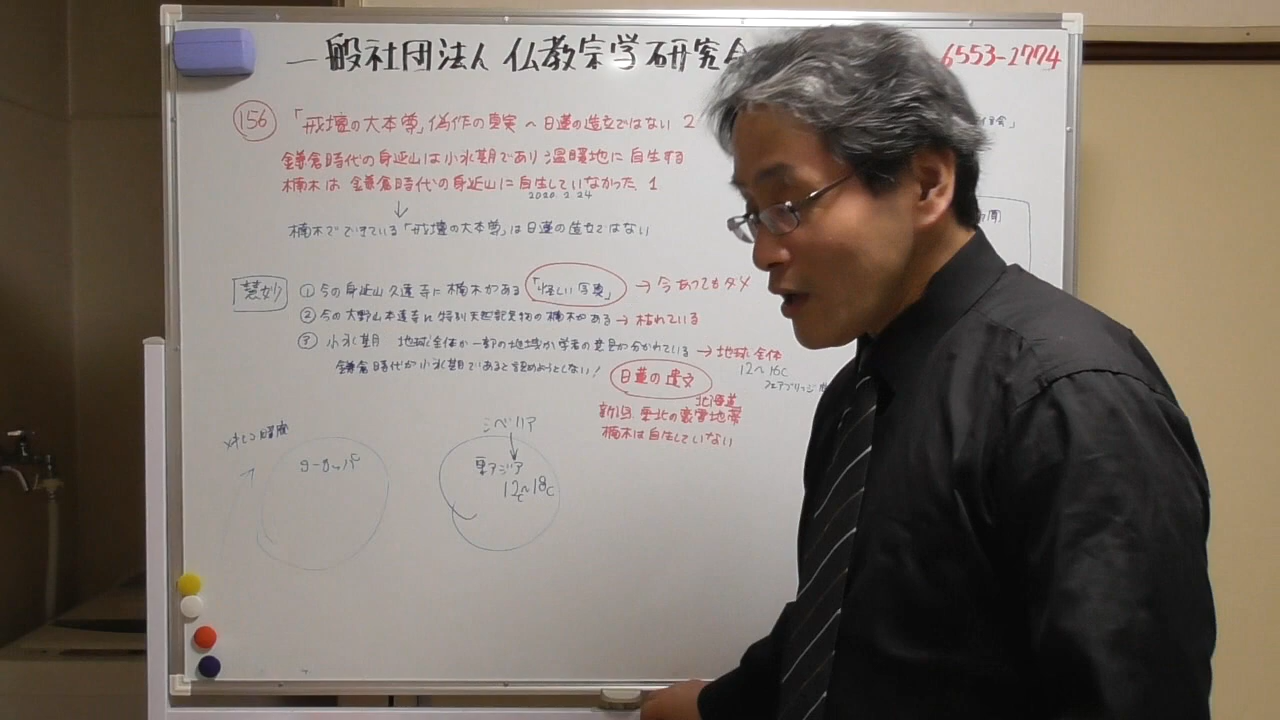 一般社団法人 仏教宗学研究会
6553-2774
156 「戒壇の大本尊」偽作の真実～日蓮の造立ではない 2
鎌倉時代の身延山は小氷期であり温暖地に自生する
楠木は 鎌倉時代の身延山に自生していなかった 1
2020 2 24
↓
楠木でできている「戒壇の大本尊」は日蓮の造立ではない
「慧妙」
① 今の身延山久遠寺に楠木がある「怪しい写真」→ 今あってもダメ
② 今の大野山本遠寺に特別天然記念物の楠木がある → 枯れている
③ 小氷期 地球全体か一部の地域か学者の意見が分かれている → 地球全体
12～16C
鎌倉時代が小氷期であると認めようとしない!
日蓮の遺文
北海道
新潟 東北の豪雪地帯
楠木は自生していない
シベリア
東アジア
12C～18C